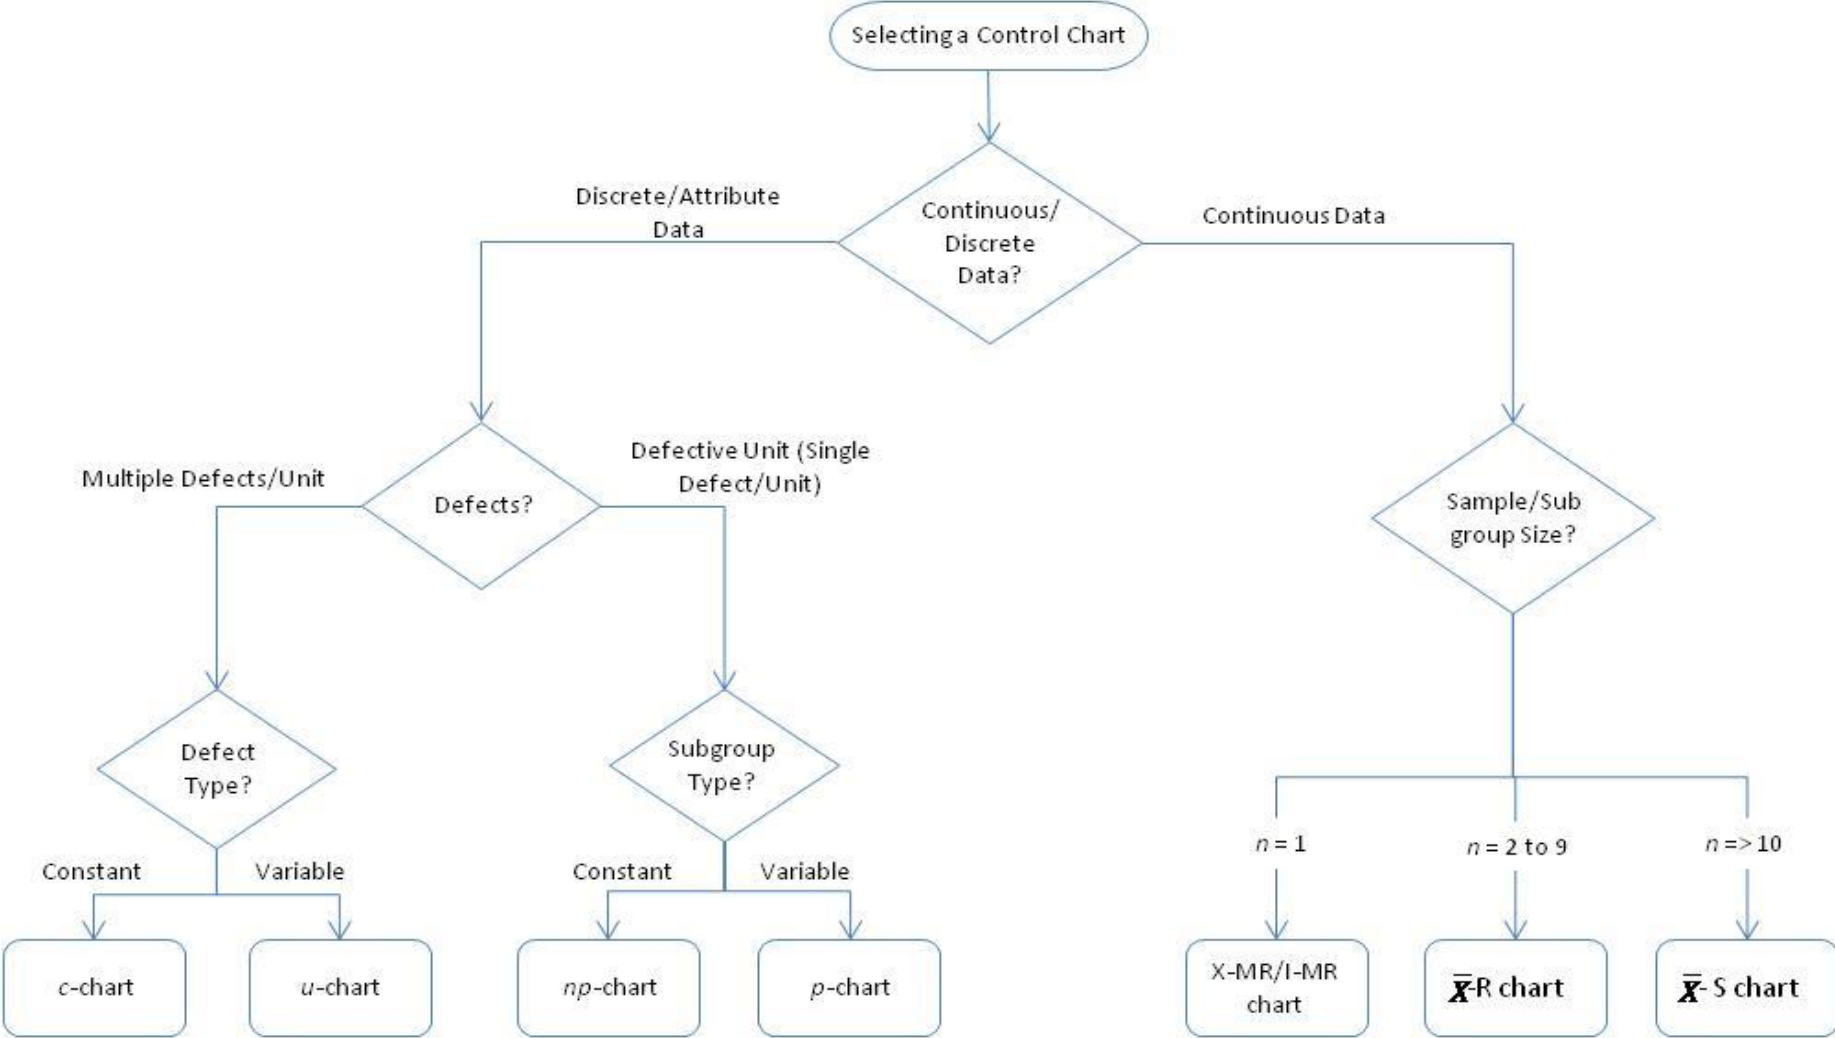 Selecting a Control Chart
Discrete/Attribute
Data
Continuous/
Discrete
Data?
Continuous Data
Multiple Defects/Unit
Defects?
Defective Unit (Single
Defect/Unit)
Sample/Sub
group Size?
Defect
Type?
Subgroup
Type?
Constant
Variable
Constant
Variable
n = 1
n = 2 to 9
n => 10
c-chart
u-chart
np-chart
p-chart
X-MR/I-MR
chart
X̅-R chart
X̅- S chart